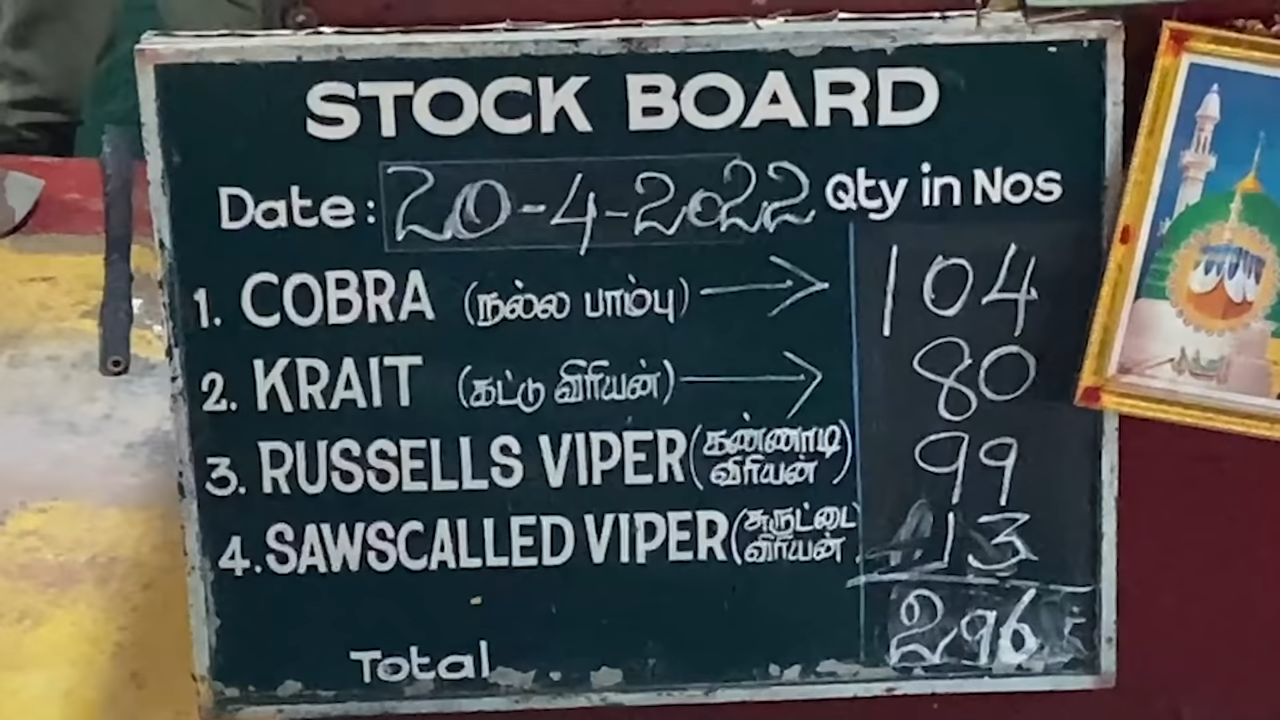 STOCK BOARD
Date: 20-4-2022 Qty in Nos
1. COBRA (நல்ல பாம்பு) → 104
2. KRAIT (கட்டு விரியன்) → 80
3. RUSSELLS VIPER (கண்ணாடி விரியன்) 99
4. SAWSCALLED VIPER (சுருட்டை விரியன்) 13
Total 296